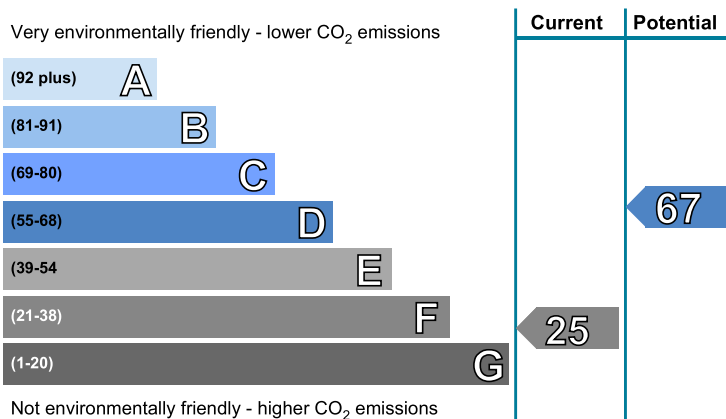 Current Potential
Very environmentally friendly - lower CO2 emissions
(92 plus) A
(81-91) B
(69-80) C
(55-68) D
67
(39-54 E
(21-38) F
25
(1-20) G
Not environmentally friendly - higher CO2 emissions